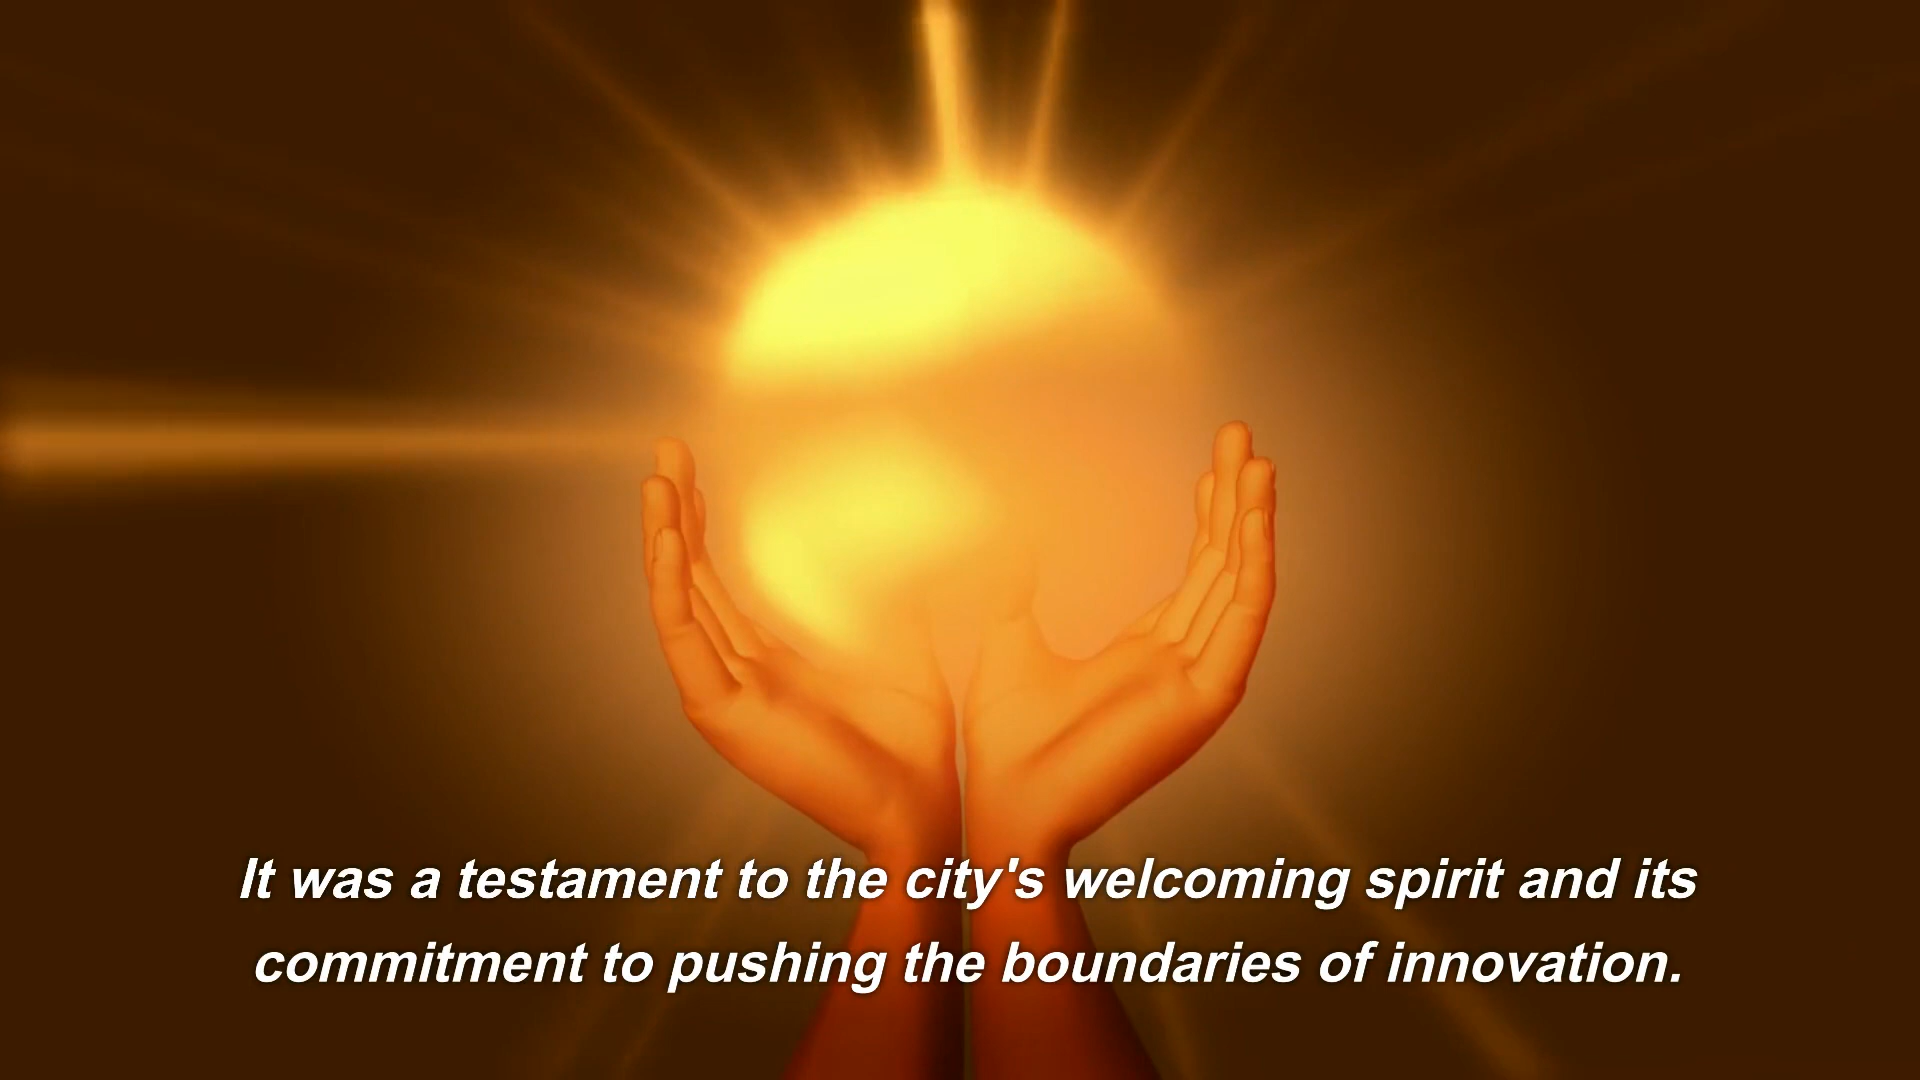 It was a testament to the city's welcoming spirit and its
commitment to pushing the boundaries of innovation.